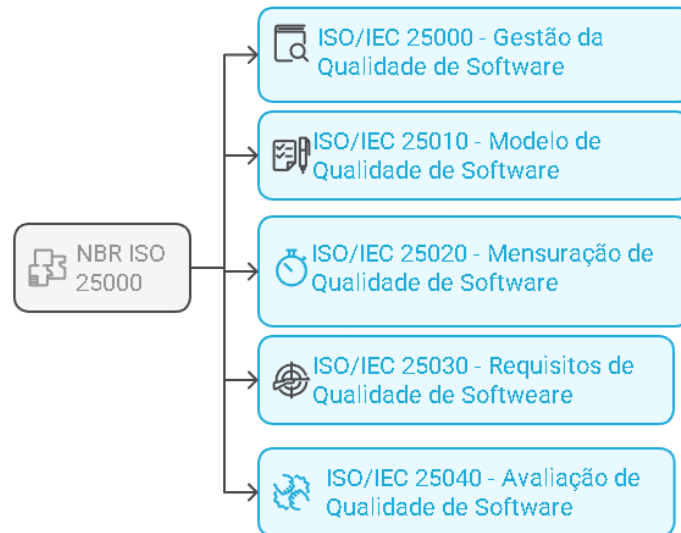 ISO/IEC 25000 - Gestão da
Qualidade de Software
ISO/IEC 25010 - Modelo de
Qualidade de Software
NBR ISO
25000
ISO/IEC 25020 - Mensuração de
Qualidade de Software
ISO/IEC 25030 - Requisitos de
Qualidade de Softweare
ISO/IEC 25040 - Avaliação de
Qualidade de Software